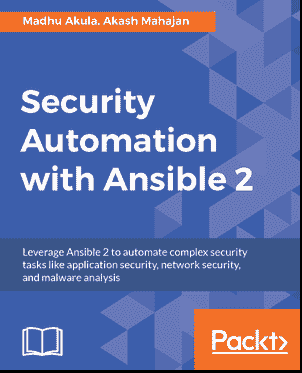 Madhu Akula, Akash Mahajan
Security
Automation
with Ansible 2
Leverage Ansible 2 to automate complex security
tasks like application security, network security,
and malware analysis
Packt>